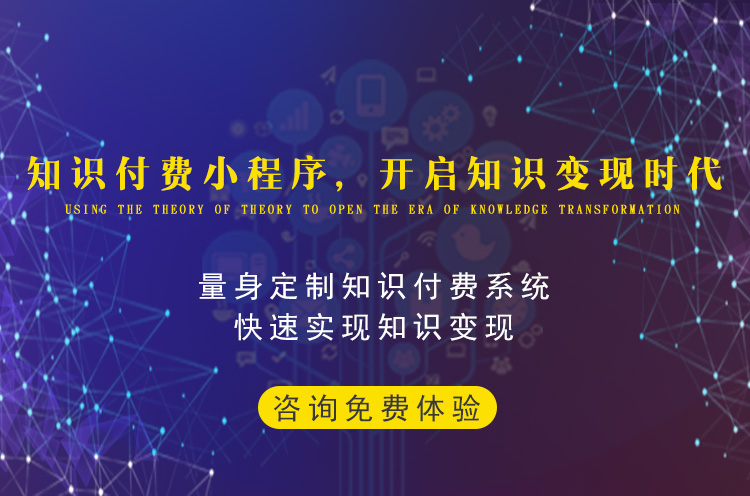 知识付费小程序，开启知识变现时代
USING THE THEORY OF THEORY TO OPEN THE ERA OF KNOWLEDGE TRANSFORMATION
量身定制知识付费系统
快速实现知识变现
咨询免费体验